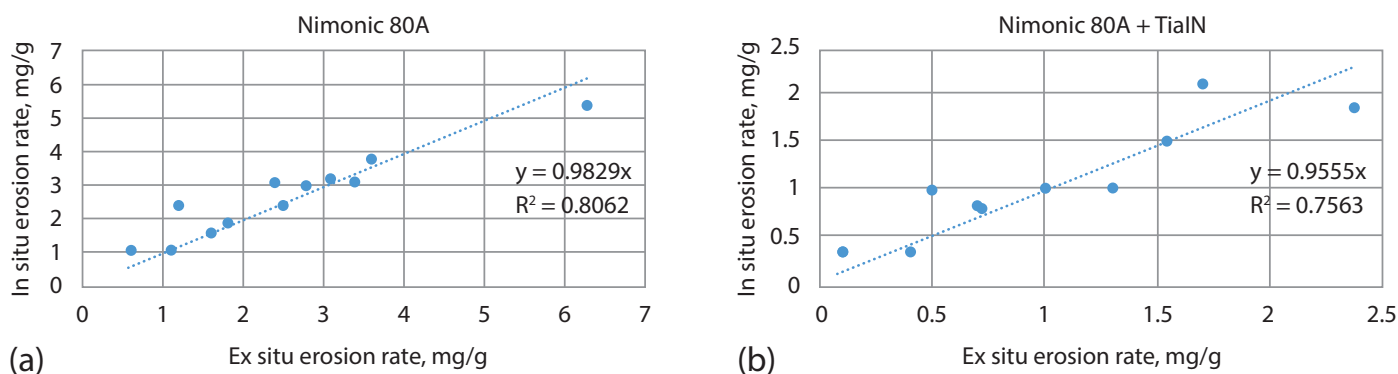 Nimonic 80A
In situ erosion rate, mg/g
7
6
5
4
3
2
1
0
y = 0.9829x
R² = 0.8062
0 1 2 3 4 5 6 7
Ex situ erosion rate, mg/g
(a)
Nimonic 80A + TialN
In situ erosion rate, mg/g
2.5
2
1.5
1
0.5
0
y = 0.9555x
R² = 0.7563
0 0.5 1 1.5 2 2.5
Ex situ erosion rate, mg/g
(b)